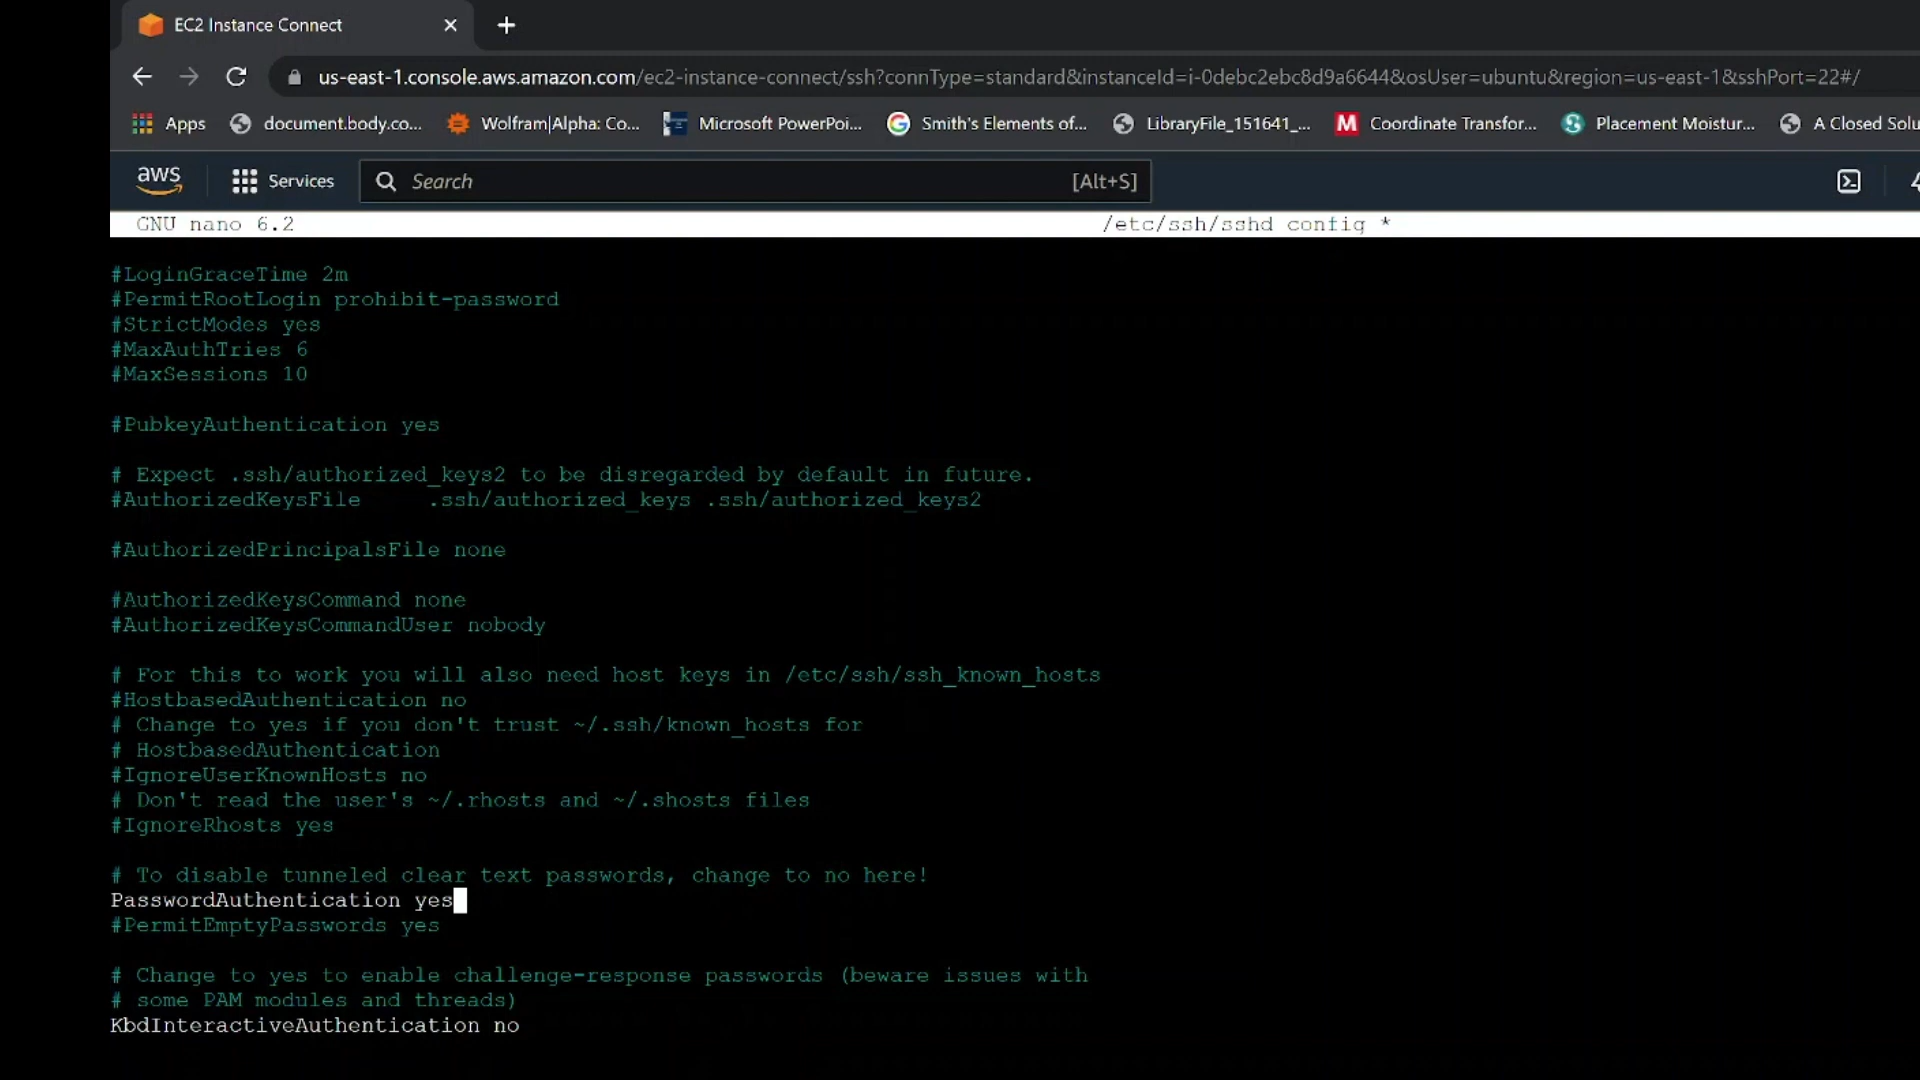 EC2 Instance Connect
us-east-1.console.aws.amazon.com/ec2-instance-connect/ssh?connType=standard&instanceId=i-0debc2ebc8d9a6644&osUser=ubuntu&region=us-east-1&sshPort=22#/
Apps document.body.co... Wolfram|Alpha: Co... Microsoft PowerPoi... Smith's Elements of... LibraryFile_151641_... M Coordinate Transfor... Placement Moistur... A Closed Solu
aws Services Search [Alt+S]
GNU nano 6.2 /etc/ssh/sshd config *
#LoginGraceTime 2m
#PermitRootLogin prohibit-password
#StrictModes yes
#MaxAuthTries 6
#MaxSessions 10
#PubkeyAuthentication yes
# Expect .ssh/authorized_keys2 to be disregarded by default in future.
#AuthorizedKeysFile .ssh/authorized_keys .ssh/authorized_keys2
#AuthorizedPrincipalsFile none
#AuthorizedKeysCommand none
#AuthorizedKeysCommandUser nobody
# For this to work you will also need host keys in /etc/ssh/ssh_known_hosts
#HostbasedAuthentication no
# Change to yes if you don't trust ~/.ssh/known_hosts for
# HostbasedAuthentication
#IgnoreUserKnownHosts no
# Don't read the user's ~/.rhosts and ~/.shosts files
#IgnoreRhosts yes
# To disable tunneled clear text passwords, change to no here!
PasswordAuthentication yes
#PermitEmptyPasswords yes
# Change to yes to enable challenge-response passwords (beware issues with
# some PAM modules and threads)
KbdInteractiveAuthentication no